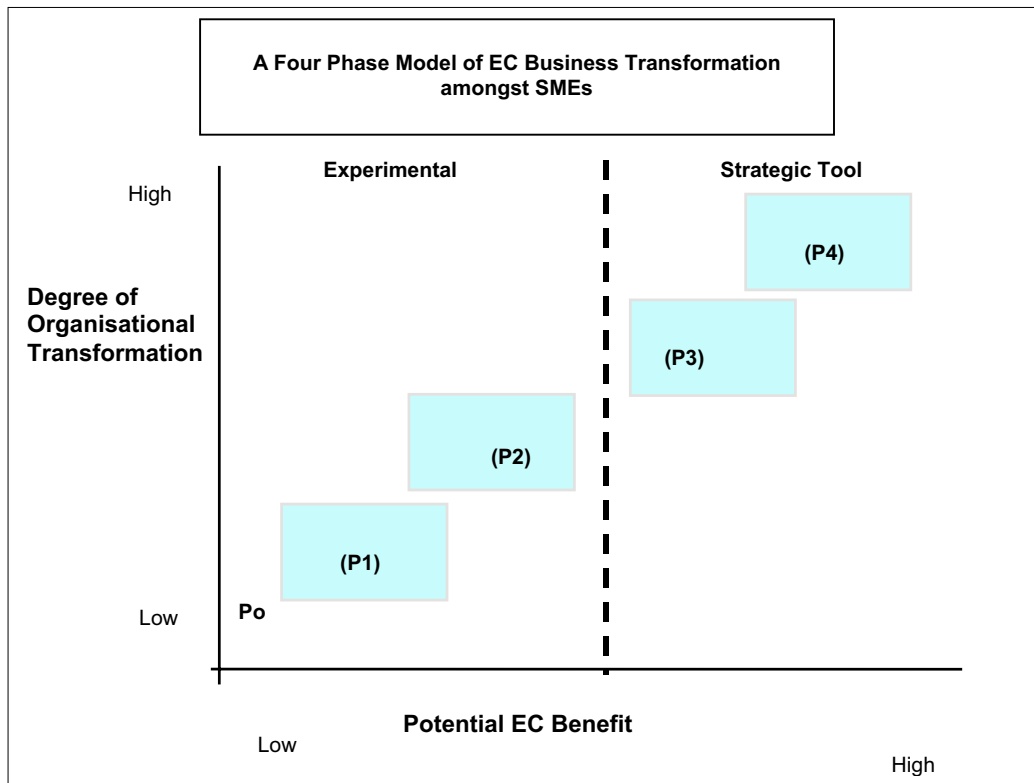 A Four Phase Model of EC Business Transformation
amongst SMEs
Experimental
Strategic Tool
High
(P4)
Degree of
Organisational
Transformation
(P3)
(P2)
(P1)
Po
Low
Potential EC Benefit
Low
High